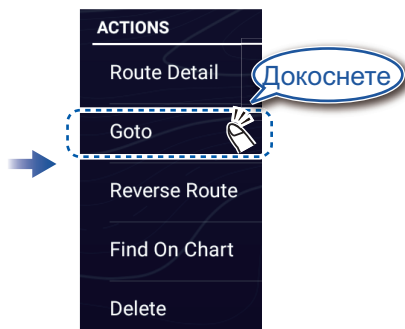 ACTIONS
Route Detail
Докоснете
Goto
Reverse Route
Find On Chart
Delete